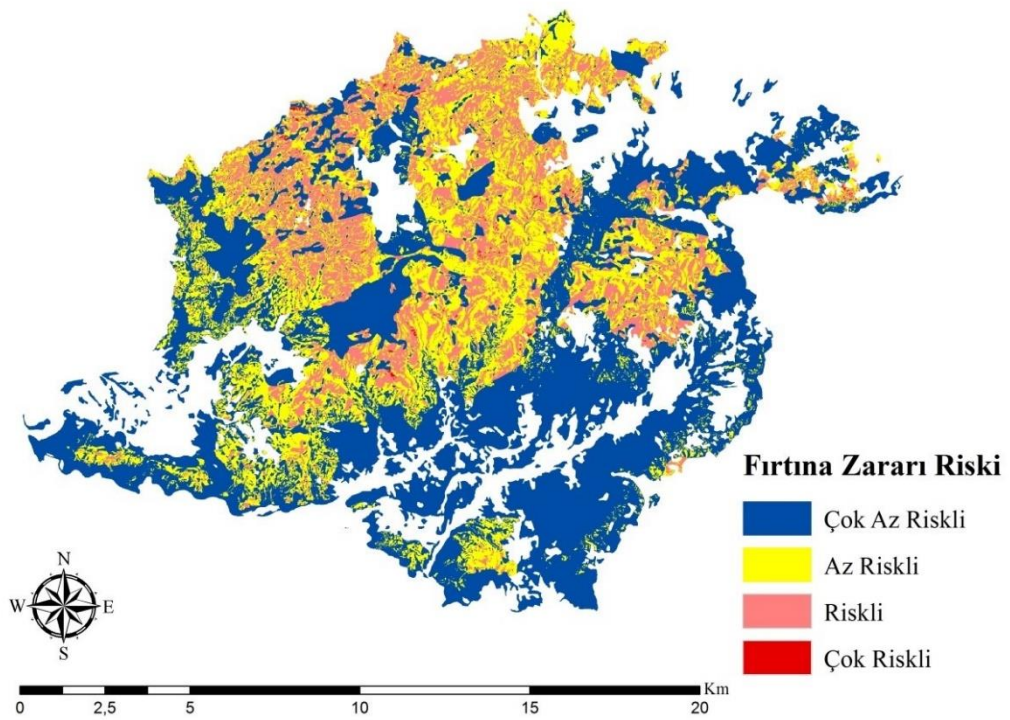 Fırtına Zararı Riski
Çok Az Riskli
Az Riskli
Riskli
Çok Riskli
N
W E
S
Km
0 2,5 5 10 15 20